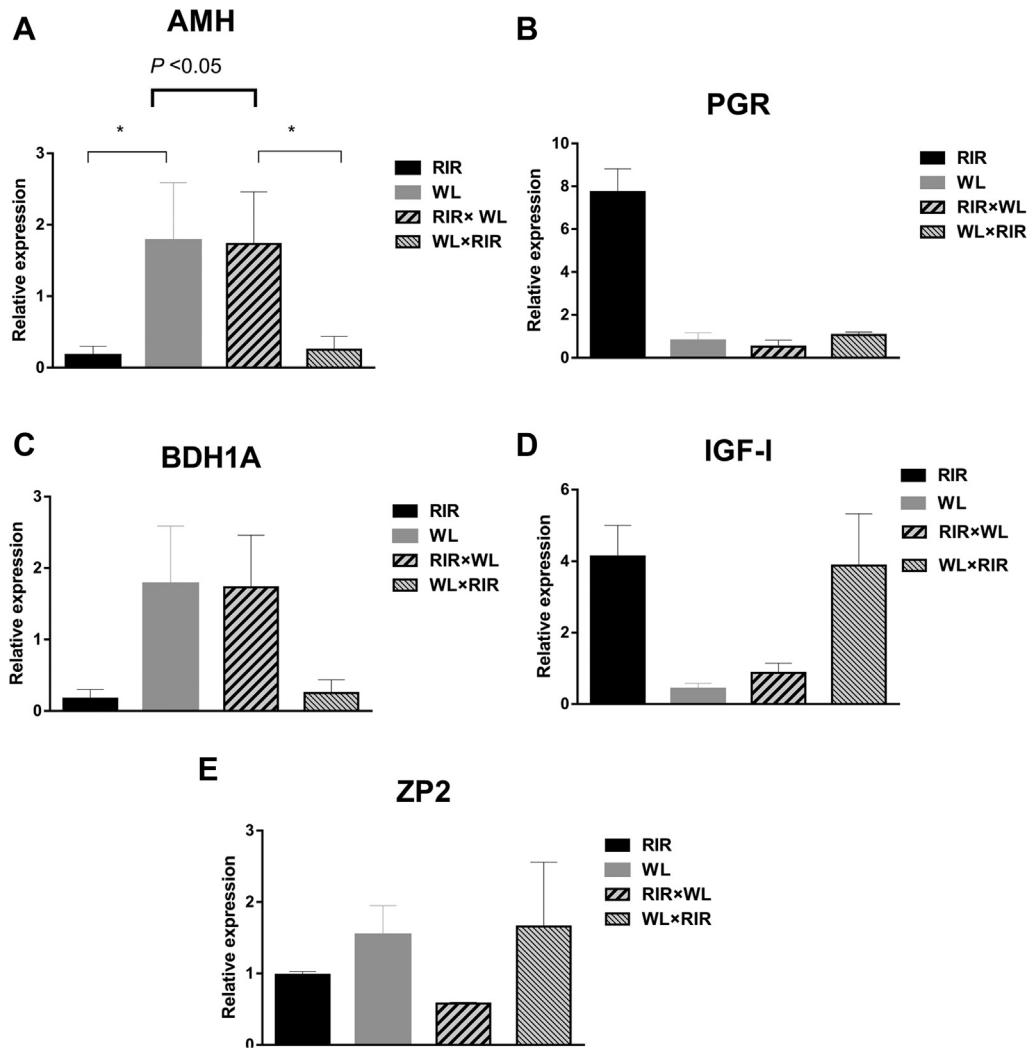 A
AMH
P <0.05
*
*
Relative expression
3
2
1
0
RIR
WL
RIR× WL
WL×RIR
B
PGR
Relative expression
10
8
6
4
2
0
RIR
WL
RIR×WL
WL×RIR
C
BDH1A
Relative expression
3
2
1
0
RIR
WL
RIR×WL
WL×RIR
D
IGF-I
Relative expression
6
4
2
0
RIR
WL
RIR×WL
WL×RIR
E
ZP2
Relative expression
3
2
1
0
RIR
WL
RIR×WL
WL×RIR